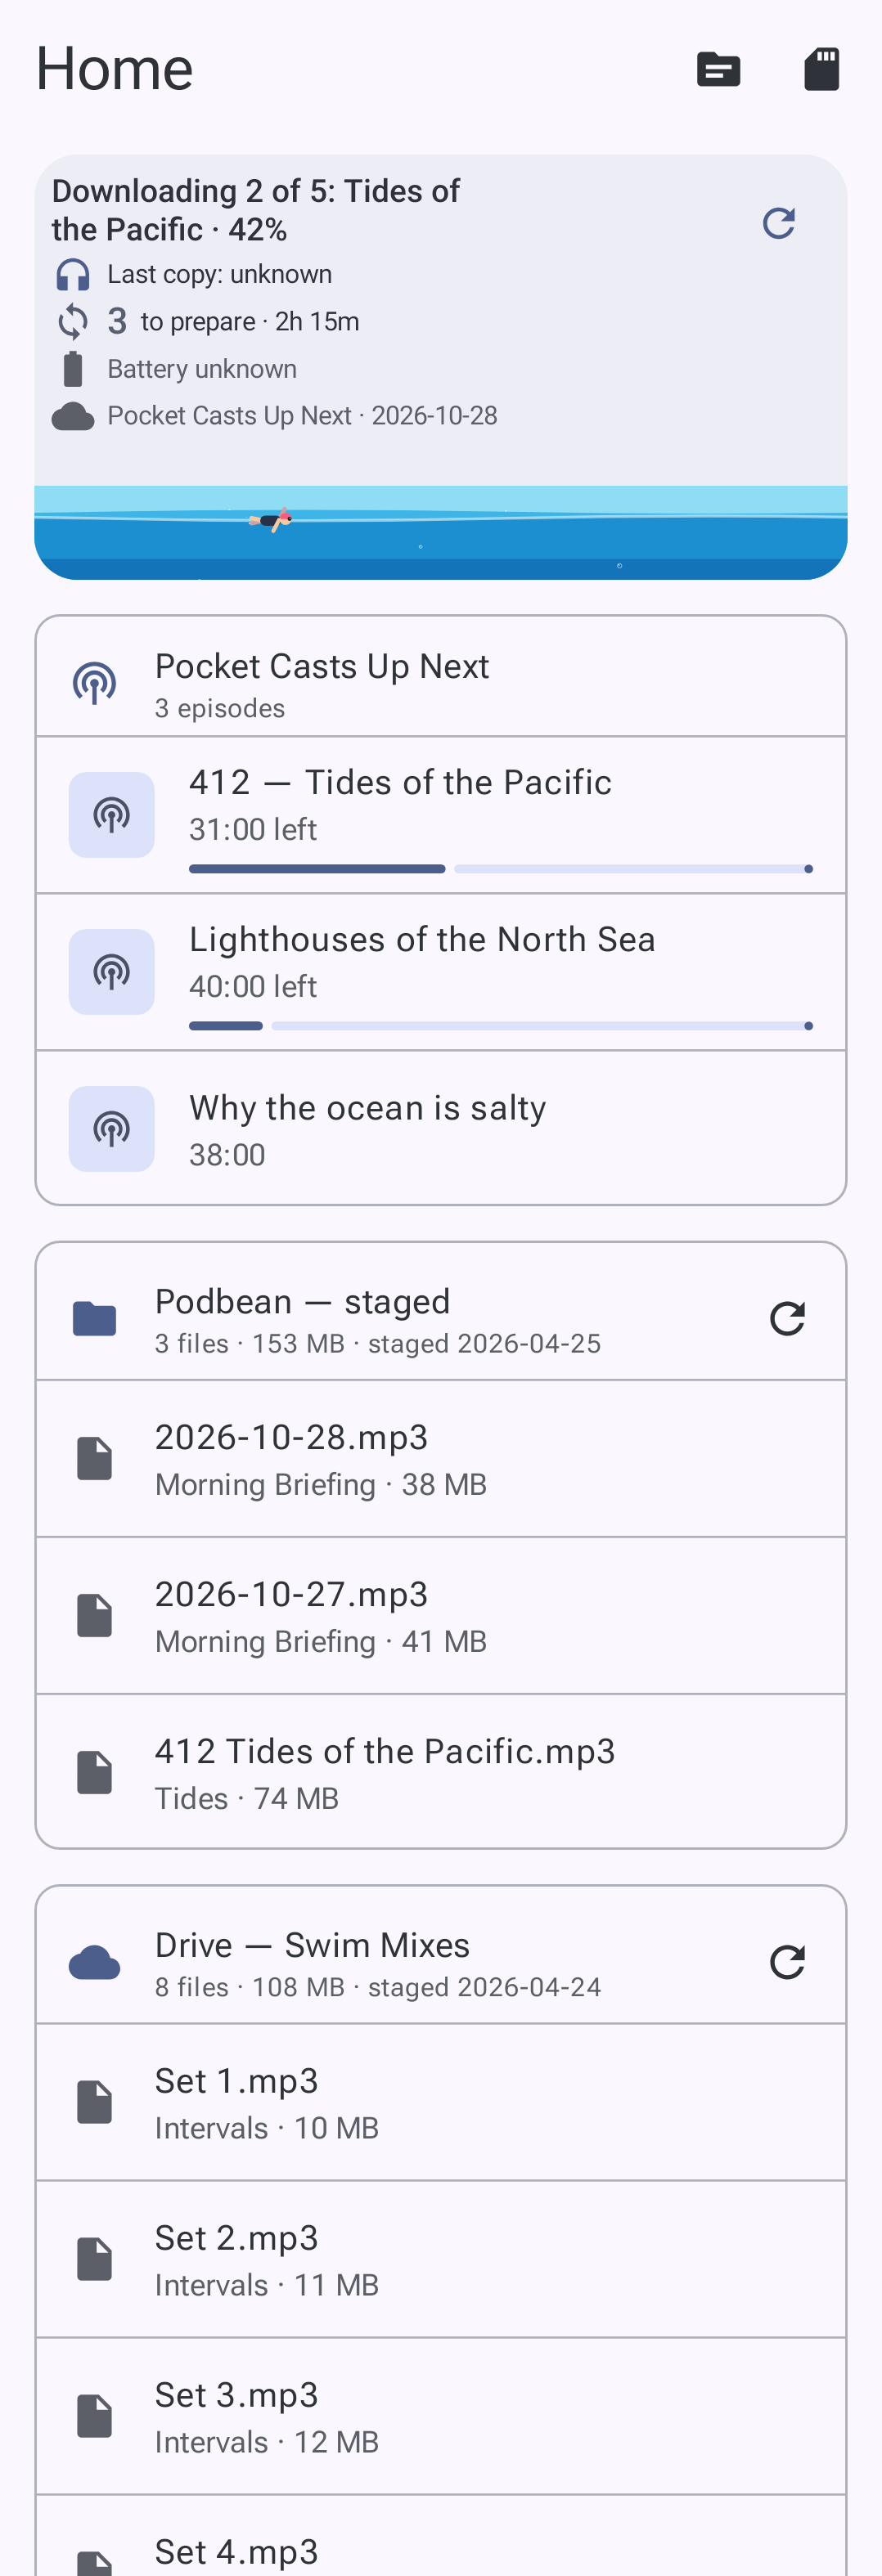 Home
Downloading 2 of 5: Tides of
the Pacific · 42%
Last copy: unknown
3 to prepare · 2h 15m
Battery unknown
Pocket Casts Up Next · 2026-10-28
Pocket Casts Up Next
3 episodes
412 — Tides of the Pacific
31:00 left
Lighthouses of the North Sea
40:00 left
Why the ocean is salty
38:00
Podbean — staged
3 files · 153 MB · staged 2026-04-25
2026-10-28.mp3
Morning Briefing · 38 MB
2026-10-27.mp3
Morning Briefing · 41 MB
412 Tides of the Pacific.mp3
Tides · 74 MB
Drive — Swim Mixes
8 files · 108 MB · staged 2026-04-24
Set 1.mp3
Intervals · 10 MB
Set 2.mp3
Intervals · 11 MB
Set 3.mp3
Intervals · 12 MB
Set 4.mp3